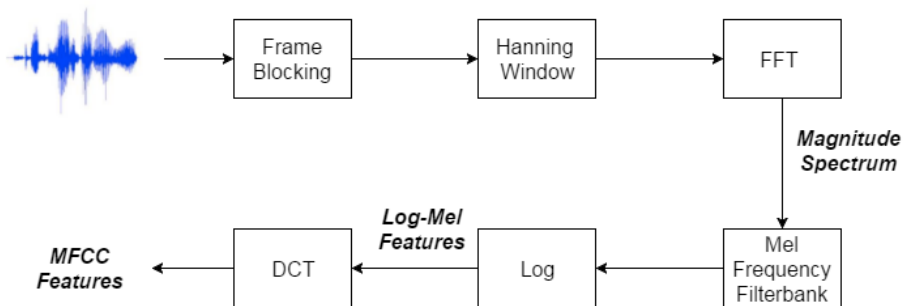 Frame
Blocking
Hanning
Window
FFT
Magnitude
Spectrum
Mel
Frequency
Filterbank
Log
Log-Mel
Features
DCT
MFCC
Features